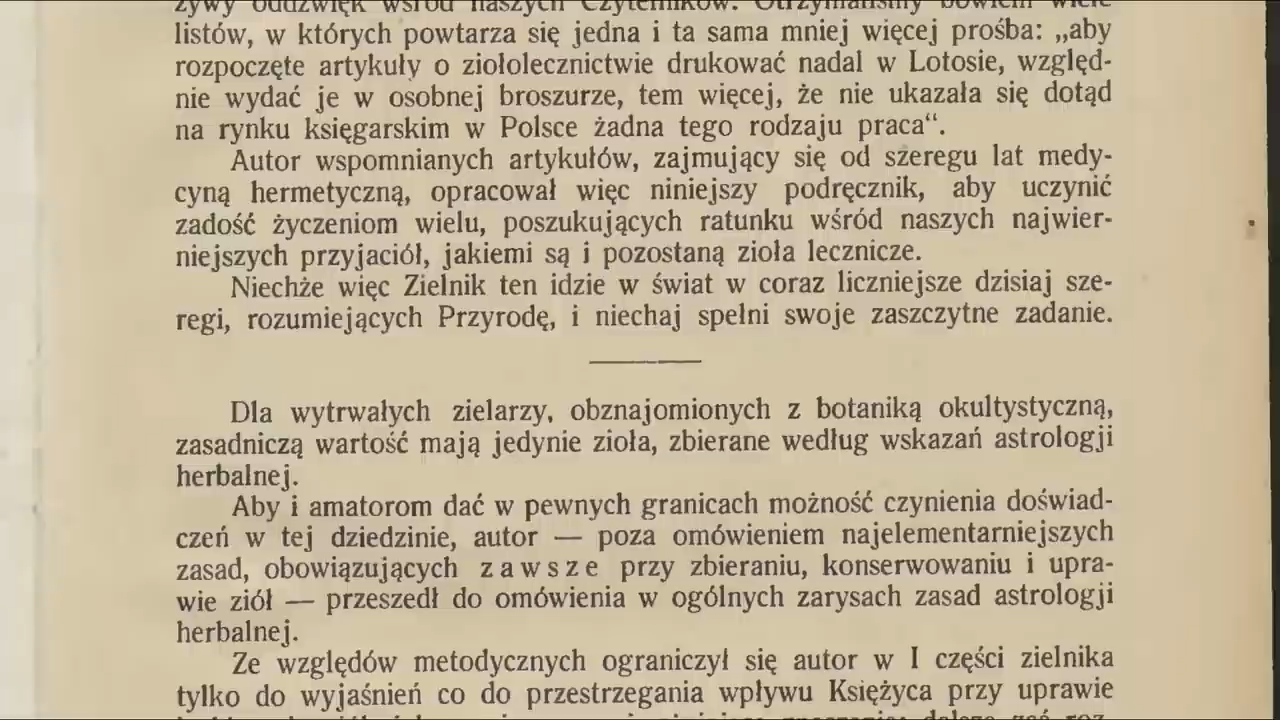 żywy oddźwięk wśród naszych Czytelników. Otrzymaliśmy bowiem wiele
listów, w których powtarza się jedna i ta sama mniej więcej prośba: „aby
rozpoczęte artykuły o ziołolecznictwie drukować nadal w Lotosie, względ-
nie wydać je w osobnej broszurze, tem więcej, że nie ukazała się dotąd
na rynku księgarskim w Polsce żadna tego rodzaju praca“.
Autor wspomnianych artykułów, zajmujący się od szeregu lat medy-
cyną hermetyczną, opracował więc niniejszy podręcznik, aby uczynić
zadość życzeniom wielu, poszukujących ratunku wśród naszych najwier-
niejszych przyjaciół, jakiemi są i pozostaną zioła lecznicze.
Niechże więc Zielnik ten idzie w świat w coraz liczniejsze dzisiaj sze-
regi, rozumiejących Przyrodę, i niechaj spełni swoje zaszczytne zadanie.
Dla wytrwałych zielarzy, obznajomionych z botaniką okultystyczną,
zasadniczą wartość mają jedynie zioła, zbierane według wskazań astrologji
herbalnej.
Aby i amatorom dać w pewnych granicach możność czynienia doświad-
czeń w tej dziedzinie, autor — poza omówieniem najelementarniejszych
zasad, obowiązujących zawsze przy zbieraniu, konserwowaniu i upra-
wie ziół — przeszedł do omówienia w ogólnych zarysach zasad astrologji
herbalnej.
Ze względów metodycznych ograniczył się autor w I części zielnika
tylko do wyjaśnień co do przestrzegania wpływu Księżyca przy uprawie